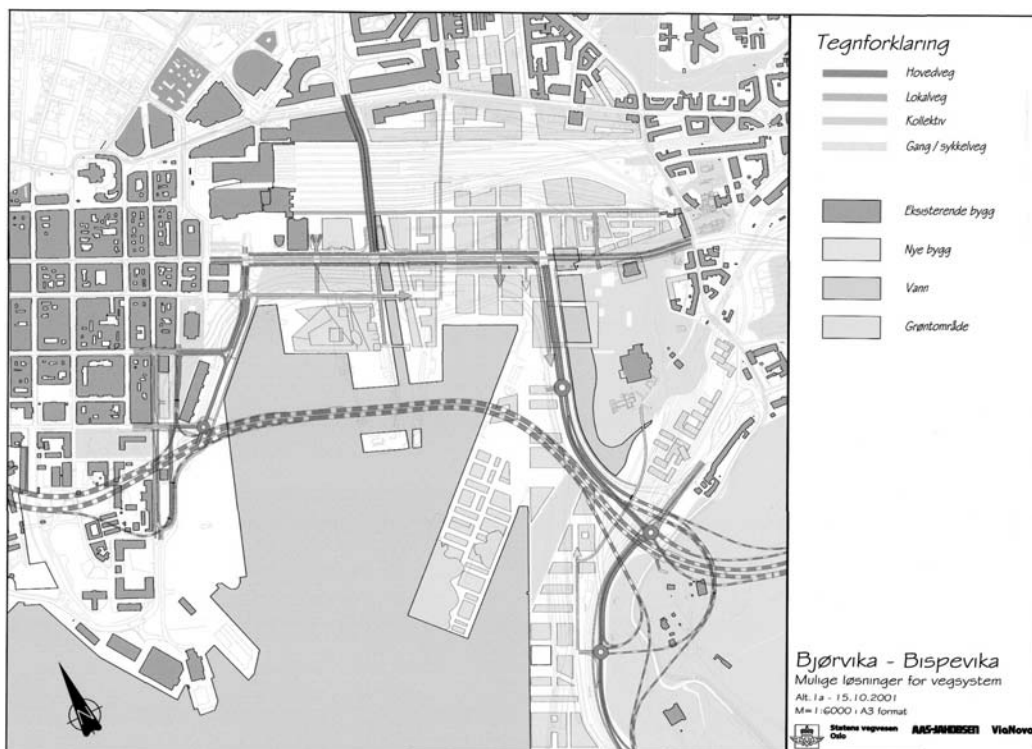 Tegnforklaring
Hovedveg
Lokalveg
Kollektiv
Gang / sykkelveg
Eksisterende bygg
Nye bygg
Vann
Grøntområde
N
Bjørvika - Bispevika
Mulige løsninger for vegsystem
Alt. 1a - 15.10.2001
M=1:6000 i A3 format
Statens vegvesen
Oslo
AAS-JAKOBSEN
ViaNova